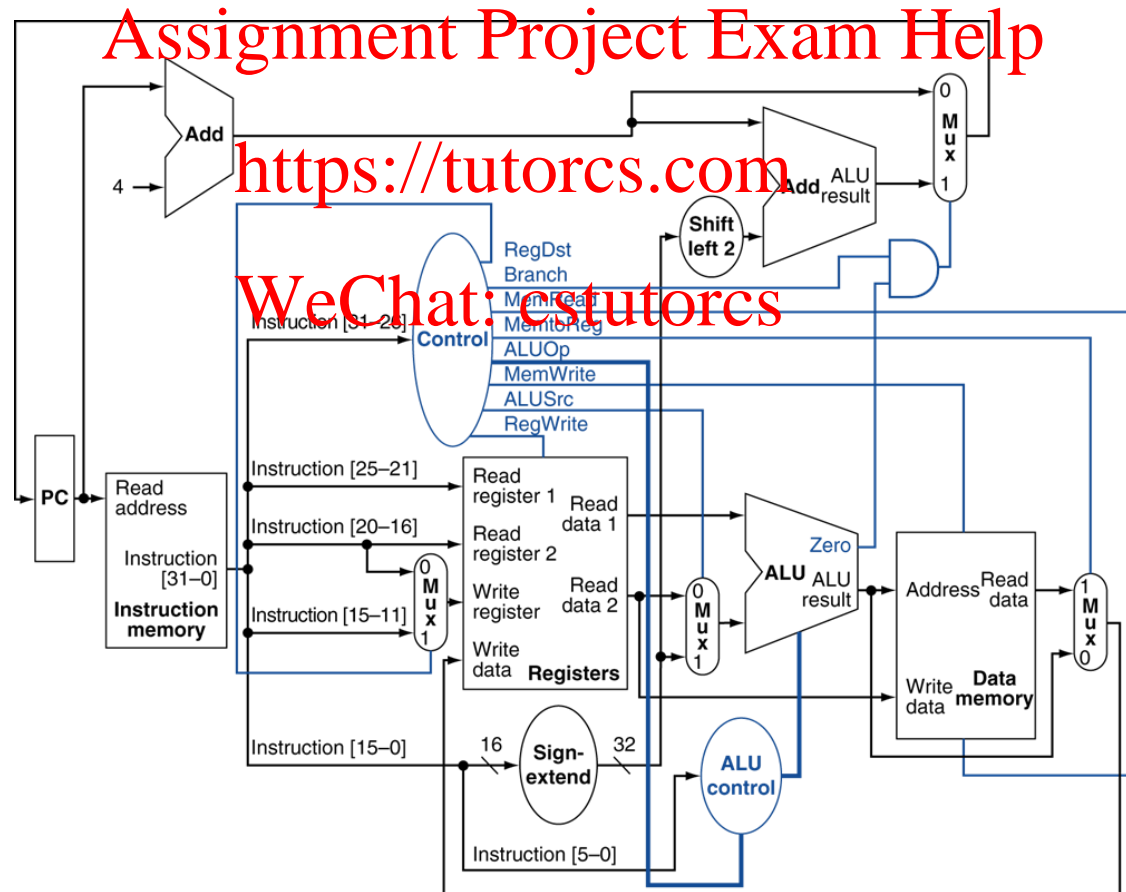 Assignment Project Exam Help
Add
4
https://tutorcs.com
Shift
left 2
Add
ALU
result
0
M
u
x
1
WeChat: cstutorcs
RegDst
Branch
MemRead
MemtoReg
ALUOp
MemWrite
ALUSrc
RegWrite
Instruction [31–26]
Control
PC
Read
address
Instruction
[31–0]
Instruction
memory
Instruction [25–21]
Instruction [20–16]
Instruction [15–11]
0
M
u
x
1
Read
register 1
Read
register 2
Write
register
Write
data
Read
data 1
Read
data 2
Registers
0
M
u
x
1
Zero
ALU
ALU
result
Address
Read
data
Write
data
Data
memory
1
M
u
x
0
Instruction [15–0]
16
Sign-
extend
32
ALU
control
Instruction [5–0]